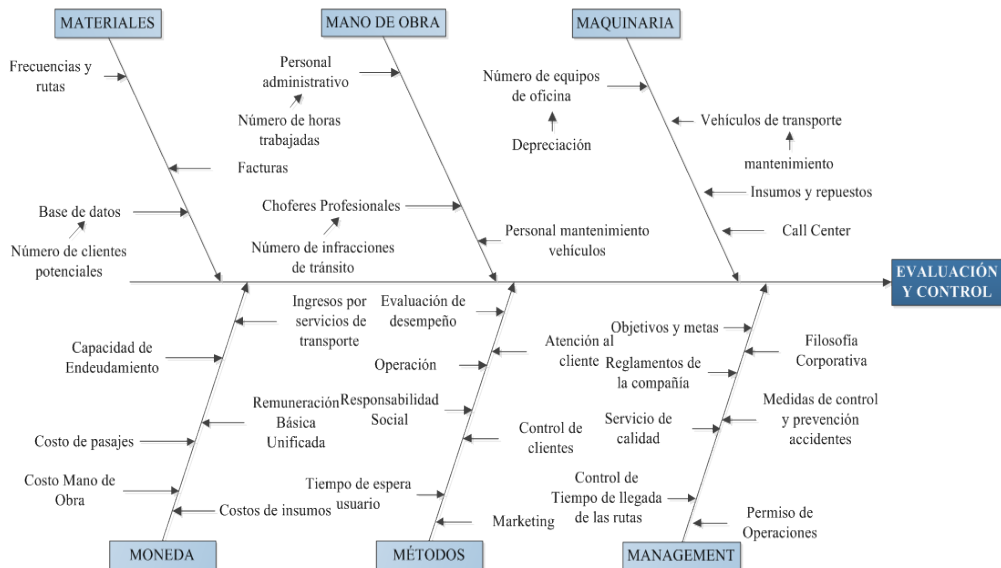 MATERIALES
MANO DE OBRA
MAQUINARIA
Frecuencias y
rutas
Facturas
Base de datos
Número de clientes
potenciales
Personal
administrativo
Número de horas
trabajadas
Choferes Profesionales
Número de infracciones
de tránsito
Personal mantenimiento
vehículos
Número de equipos
de oficina
Depreciación
Vehículos de transporte
mantenimiento
Insumos y repuestos
Call Center
EVALUACIÓN
Y CONTROL
Ingresos por
servicios de
transporte
Capacidad de
Endeudamiento
Remuneración
Básica
Unificada
Costo de pasajes
Costo Mano de
Obra
Costos de insumos
Evaluación de
desempeño
Atención al
cliente
Operación
Responsabilidad
Social
Control de
clientes
Tiempo de espera
usuario
Marketing
Objetivos y metas
Filosofía
Corporativa
Reglamentos de
la compañía
Medidas de control
y prevención
accidentes
Servicio de
calidad
Control de
Tiempo de llegada
de las rutas
Permiso de
Operaciones
MONEDA
MÉTODOS
MANAGEMENT